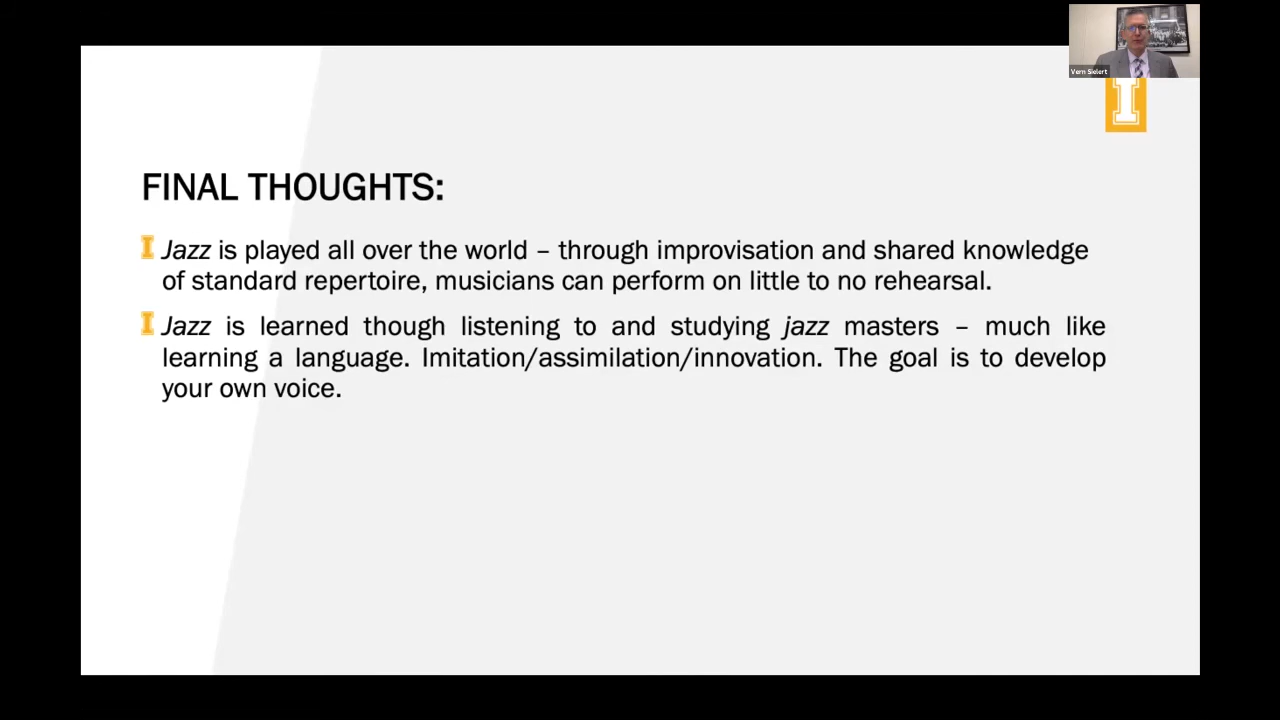 Vern Sielert
I
FINAL THOUGHTS:
I Jazz is played all over the world – through improvisation and shared knowledge
of standard repertoire, musicians can perform on little to no rehearsal.
I Jazz is learned though listening to and studying jazz masters – much like
learning a language. Imitation/assimilation/innovation. The goal is to develop
your own voice.